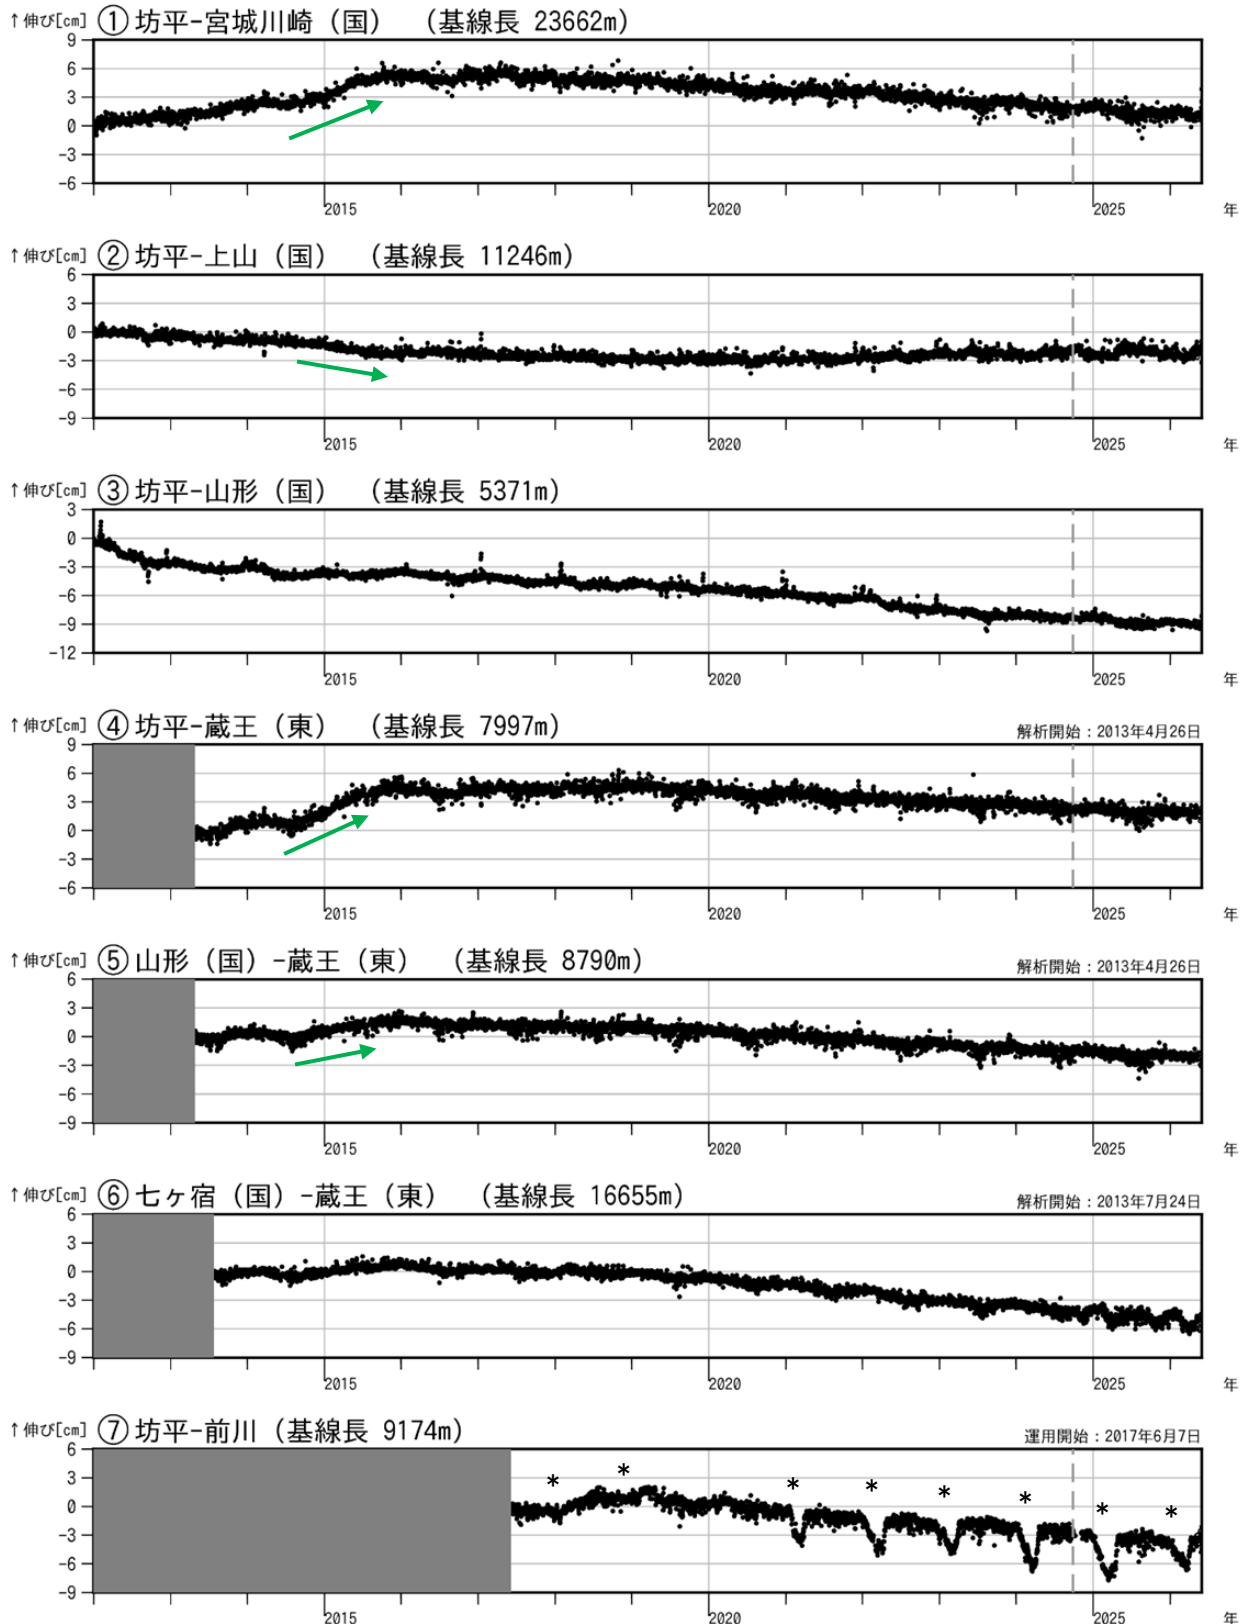 ↑伸び[cm] ①坊平-宮城川崎（国） （基線長 23662m）
9
6
3
0
-3
-6
2015 2020 2025 年
↑伸び[cm] ②坊平-上山（国） （基線長 11246m）
6
3
0
-3
-6
-9
2015 2020 2025 年
↑伸び[cm] ③坊平-山形（国） （基線長 5371m）
3
0
-3
-6
-9
-12
2015 2020 2025 年
↑伸び[cm] ④坊平-蔵王（東） （基線長 7997m） 解析開始：2013年4月26日
9
6
3
0
-3
-6
2015 2020 2025 年
↑伸び[cm] ⑤山形（国）-蔵王（東） （基線長 8790m） 解析開始：2013年4月26日
6
3
0
-3
-6
-9
2015 2020 2025 年
↑伸び[cm] ⑥七ヶ宿（国）-蔵王（東） （基線長 16655m） 解析開始：2013年7月24日
6
3
0
-3
-6
-9
2015 2020 2025 年
↑伸び[cm] ⑦坊平-前川（基線長 9174m） 運用開始：2017年6月7日
6
3
0
-3
-6
-9
* * * * * * * *
2015 2020 2025 年